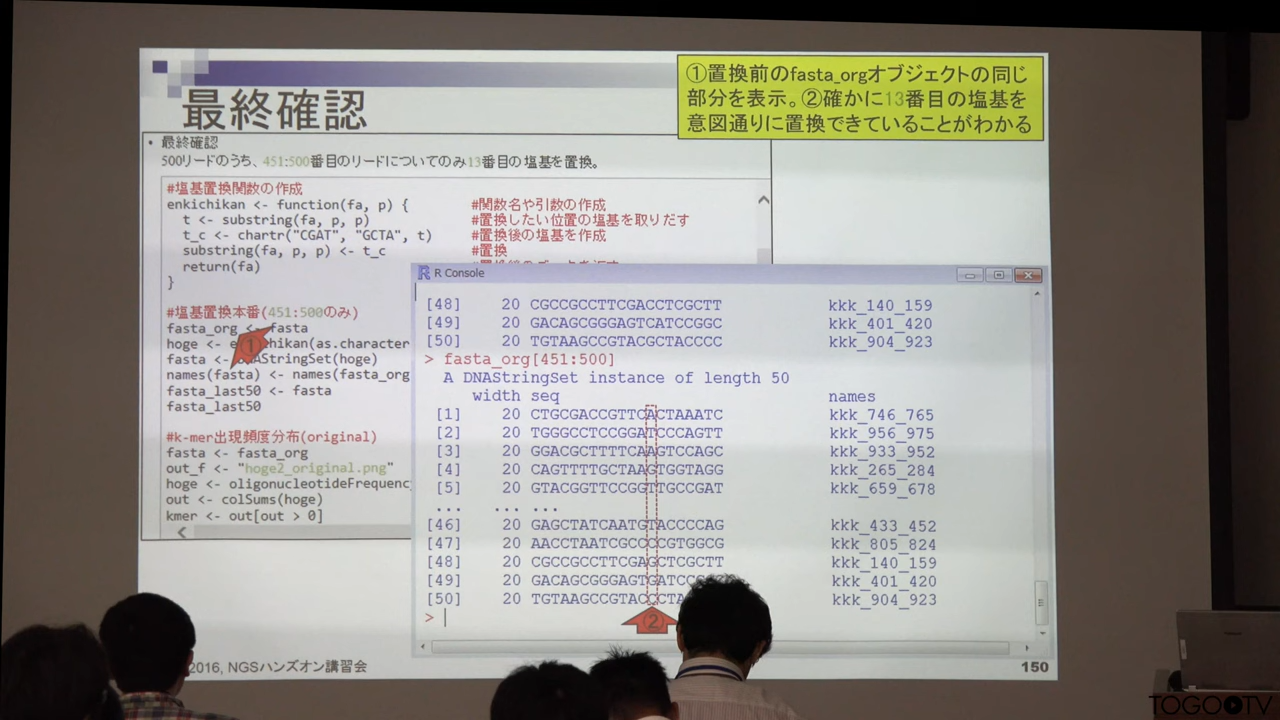 ①置換前のfasta_orgオブジェクトの同じ
部分を表示。②確かに13番目の塩基を
意図通りに置換できていることがわかる
最終確認
• 最終確認
500リードのうち、451:500番目のリードについてのみ13番目の塩基を置換。
#塩基置換関数の作成
enkichikan <- function(fa, p) { #関数名や引数の作成
t <- substring(fa, p, p) #置換したい位置の塩基を取りだす
t_c <- chartr("CGAT", "GCTA", t) #置換後の塩基を作成
substring(fa, p, p) <- t_c #置換
return(fa)
}
#塩基置換本番(451:500のみ)
fasta_org <- fasta
①
hoge <- (as.character
fasta <- (hoge)
names(fasta) <- names(fasta_org
fasta_last50 <- fasta
fasta_last50
#k-mer出現頻度分布(original)
fasta <- fasta_org
out_f <- "hoge2_original.png"
hoge <- oligonucleotideFrequenc
out <- colSums(hoge)
kmer <- out[out > 0]
R Console
[48] 20 CGCCGCCTTCGACCTCGCTT kkk_140_159
[49] 20 GACAGCGGGAGTCATCCGGC kkk_401_420
[50] 20 TGTAAGCCGTACGCTACCCC kkk_904_923
> fasta_org[451:500]
A DNAStringSet instance of length 50
width seq names
[1] 20 CTGCGACCGTTCACTAAATC kkk_746_765
[2] 20 TGGGCCTCCGGATCCCAGTT kkk_956_975
[3] 20 GGACGCTTTTCAAGTCCAGC kkk_933_952
[4] 20 CAGTTTTGCTAAGTGGTAGG kkk_265_284
[5] 20 GTACGGTTCCGGTTGCCGAT kkk_659_678
... ... ...
[46] 20 GAGCTATCAATGTACCCCAG kkk_433_452
[47] 20 AACCTAATCGCCCCGTGGCG kkk_805_824
[48] 20 CGCCGCCTTCGAGCTCGCTT kkk_140_159
[49] 20 GACAGCGGGAGTGATCC kkk_401_420
[50] 20 TGTAAGCCGTACCCTA kkk_904_923
>
②
2016, NGSハンズオン講習会
150
TOGOTV